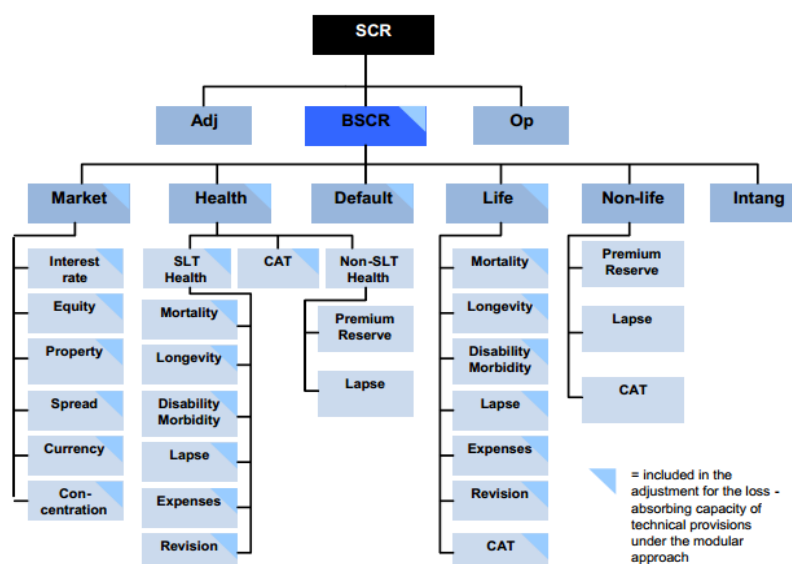 SCR
Adj
BSCR
Op
Market
Health
Default
Life
Non-life
Intang
Interest
rate
Equity
Property
Spread
Currency
Con-
centration
SLT
Health
CAT
Non-SLT
Health
Mortality
Longevity
Disability
Morbidity
Lapse
Expenses
Revision
Premium
Reserve
Lapse
Mortality
Longevity
Disability
Morbidity
Lapse
Expenses
Revision
CAT
Premium
Reserve
Lapse
CAT
= included in the
adjustment for the loss -
absorbing capacity of
technical provisions
under the modular
approach